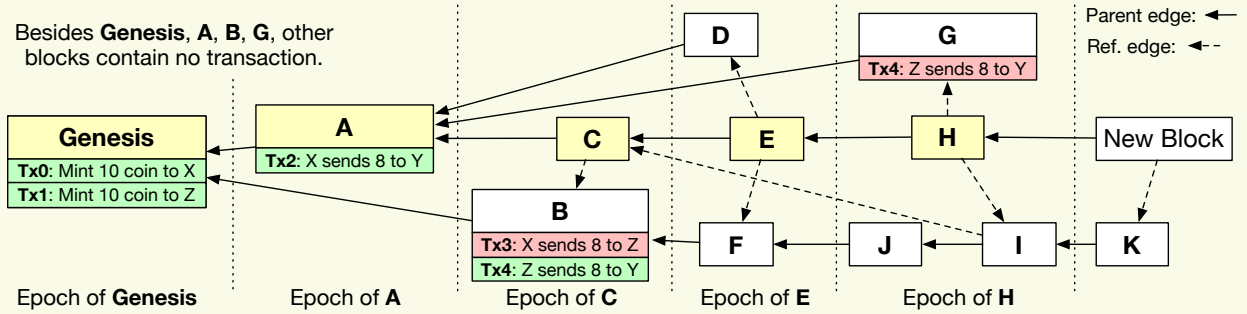 Besides Genesis, A, B, G, other
blocks contain no transaction.
Parent edge:
Ref. edge:
D
G
Tx4: Z sends 8 to Y
Genesis
Tx0: Mint 10 coin to X
Tx1: Mint 10 coin to Z
A
Tx2: X sends 8 to Y
C
E
H
New Block
B
Tx3: X sends 8 to Z
Tx4: Z sends 8 to Y
F
J
I
K
Epoch of Genesis
Epoch of A
Epoch of C
Epoch of E
Epoch of H